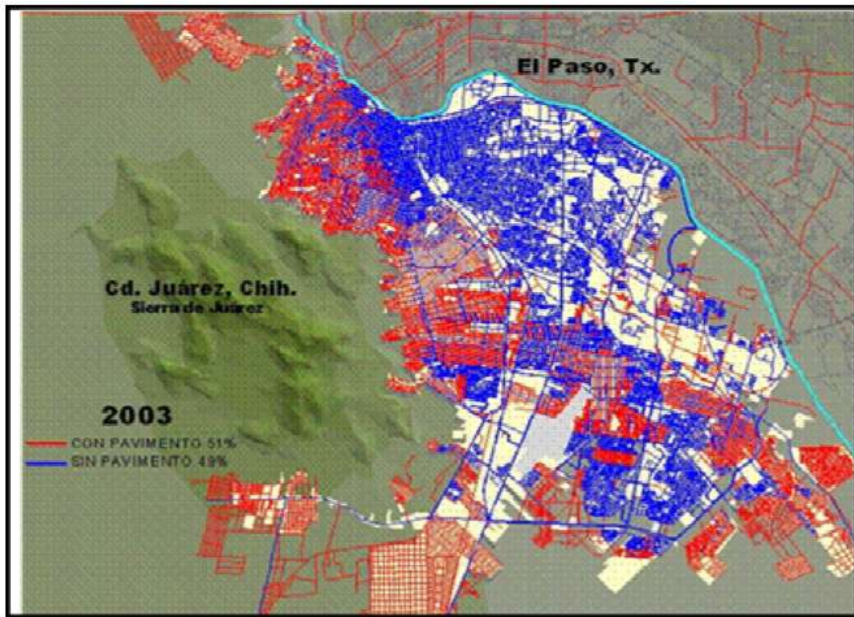 El Paso, Tx.
Cd. Juárez, Chih.
Sierra de Juárez
2003
CON PAVIMENTO 51%
SIN PAVIMENTO 49%